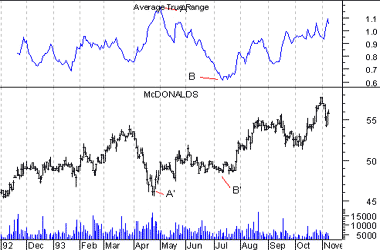 Average True Range
A
1.1
1.0
0.9
0.8
0.7
0.6
B
McDONALDS
55
50
45
A'
B'
15000
10000
5000
92 Dec 93 Feb Mar Apr May Jun Jul Aug Sep Oct Nov